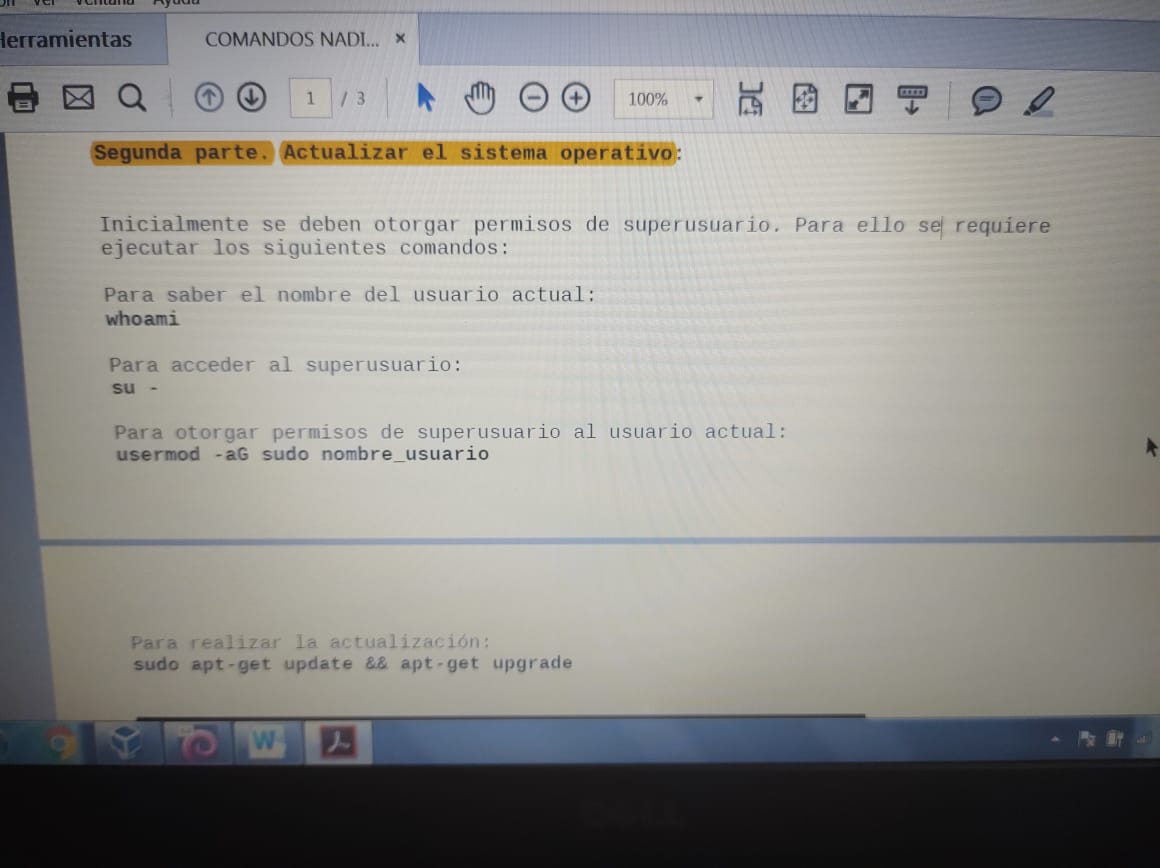 Ver Ventana Ayuda
Herramientas
COMANDOS NADI... ×
1 / 3
100%
Segunda parte. Actualizar el sistema operativo:
Inicialmente se deben otorgar permisos de superusuario. Para ello se requiere
ejecutar los siguientes comandos:
Para saber el nombre del usuario actual:
whoami
Para acceder al superusuario:
su -
Para otorgar permisos de superusuario al usuario actual:
usermod -aG sudo nombre_usuario
Para realizar la actualización:
sudo apt-get update && apt-get upgrade
W
DELL